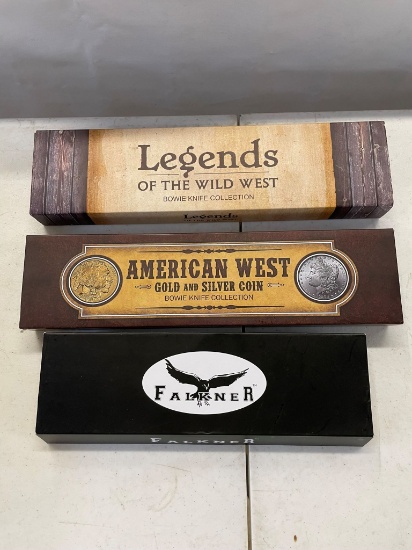 Legends
OF THE WILD WEST
BOWIE KNIFE COLLECTION
Legends
AMERICAN WEST
GOLD AND SILVER COIN
BOWIE KNIFE COLLECTION
FALKNER
FALKNER